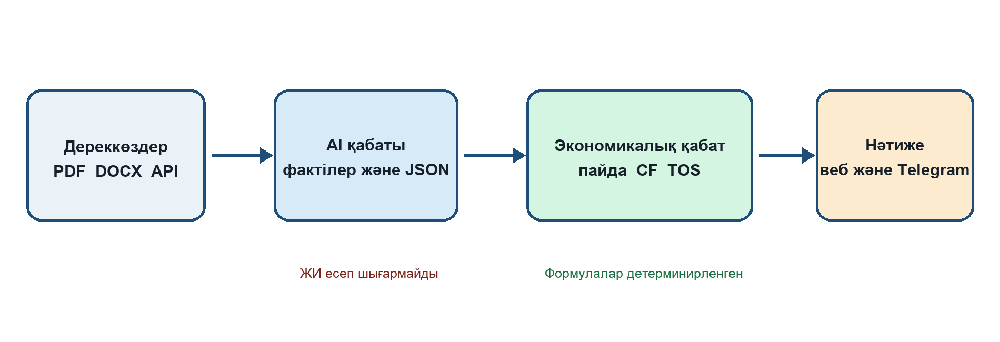 Дереккөздер
PDF DOCX API
AI қабаты
фактілер және JSON
Экономикалық қабат
пайда CF TOS
Нәтиже
веб және Telegram
ЖИ есеп шығармайды
Формулалар детерминирленген